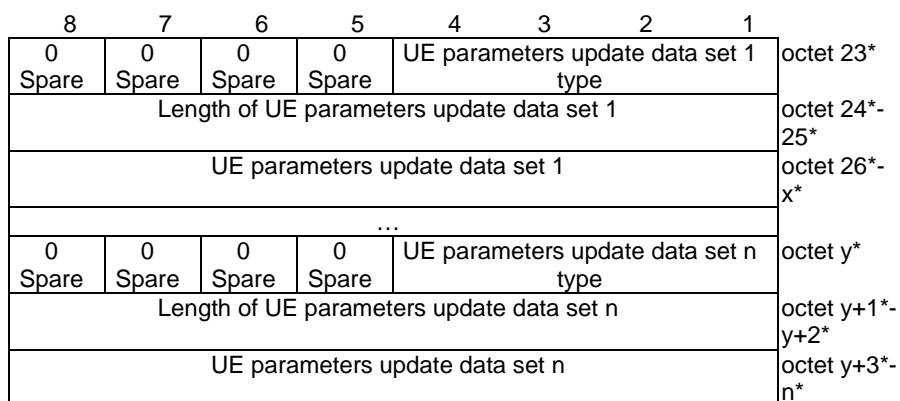 8 7 6 5 4 3 2 1
0 0 0 0 UE parameters update data set 1 octet 23*
Spare Spare Spare Spare type
Length of UE parameters update data set 1 octet 24*-
25*
UE parameters update data set 1 octet 26*-
x*
…
0 0 0 0 UE parameters update data set n octet y*
Spare Spare Spare Spare type
Length of UE parameters update data set n octet y+1*-
y+2*
UE parameters update data set n octet y+3*-
n*